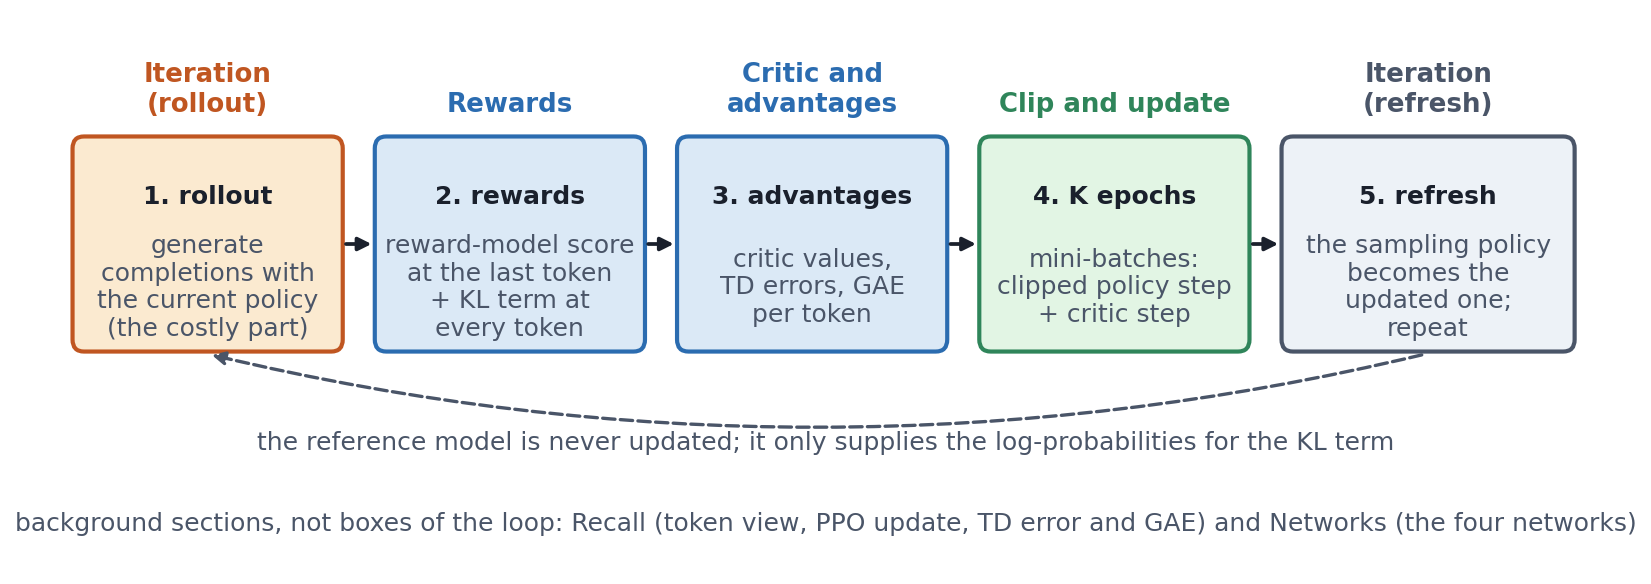 Iteration
(rollout)
Rewards
Critic and
advantages
Clip and update
Iteration
(refresh)
1. rollout
generate
completions with
the current policy
(the costly part)
2. rewards
reward-model score
at the last token
+ KL term at
every token
3. advantages
critic values,
TD errors, GAE
per token
4. K epochs
mini-batches:
clipped policy step
+ critic step
5. refresh
the sampling policy
becomes the
updated one;
repeat
the reference model is never updated; it only supplies the log-probabilities for the KL term
background sections, not boxes of the loop: Recall (token view, PPO update, TD error and GAE) and Networks (the four networks)